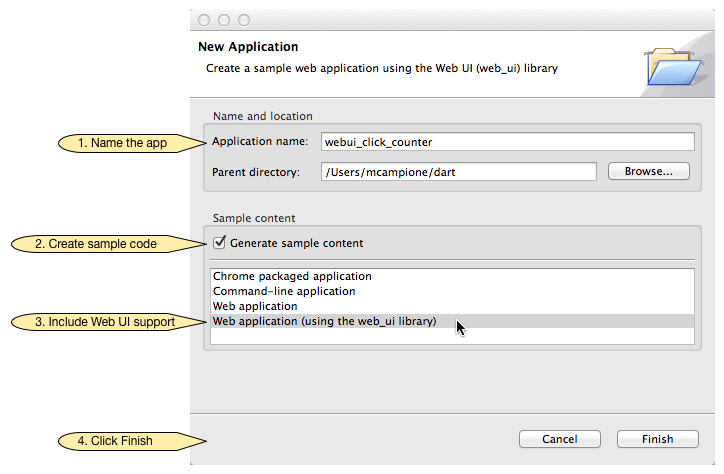 New Application
Create a sample web application using the Web UI (web_ui) library
Name and location
1. Name the app
Application name: webui_click_counter
Parent directory: /Users/mcampione/dart Browse...
Sample content
2. Create sample code
Generate sample content
Chrome packaged application
Command-line application
Web application
3. Include Web UI support
Web application (using the web_ui library)
4. Click Finish
Cancel Finish